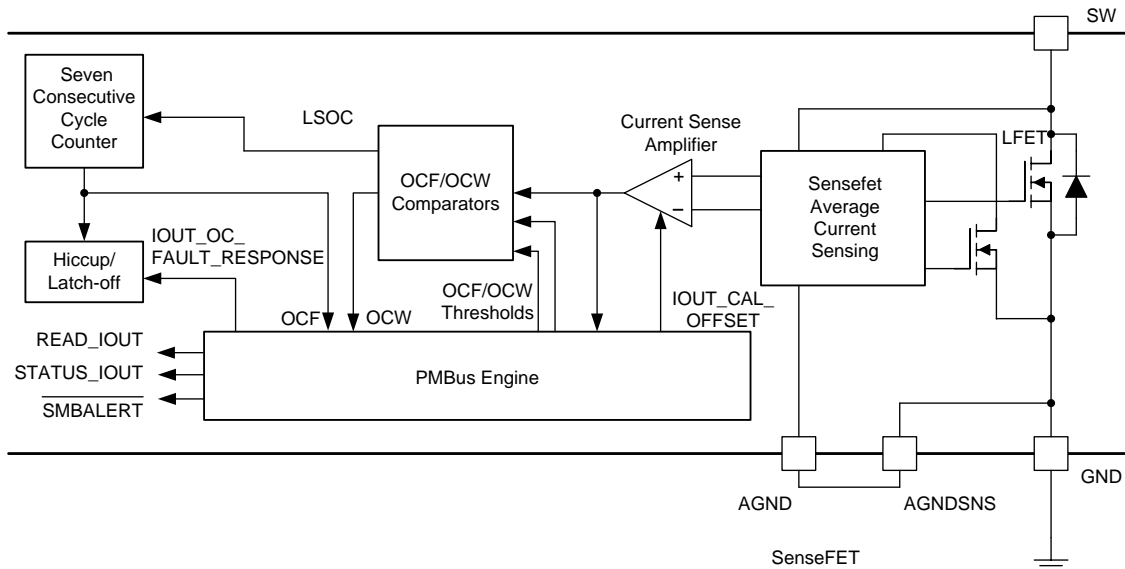 SW
Seven
Consecutive
Cycle
Counter
LSOC
Current Sense
Amplifier
LFET
OCF/OCW
Comparators
+
–
Sensefet
Average
Current
Sensing
Hiccup/
Latch-off
IOUT_OC_
FAULT_RESPONSE
OCF/OCW
Thresholds
IOUT_CAL_
OFFSET
OCF
OCW
READ_IOUT
STATUS_IOUT
SMBALERT
PMBus Engine
AGND
AGNDSNS
GND
SenseFET